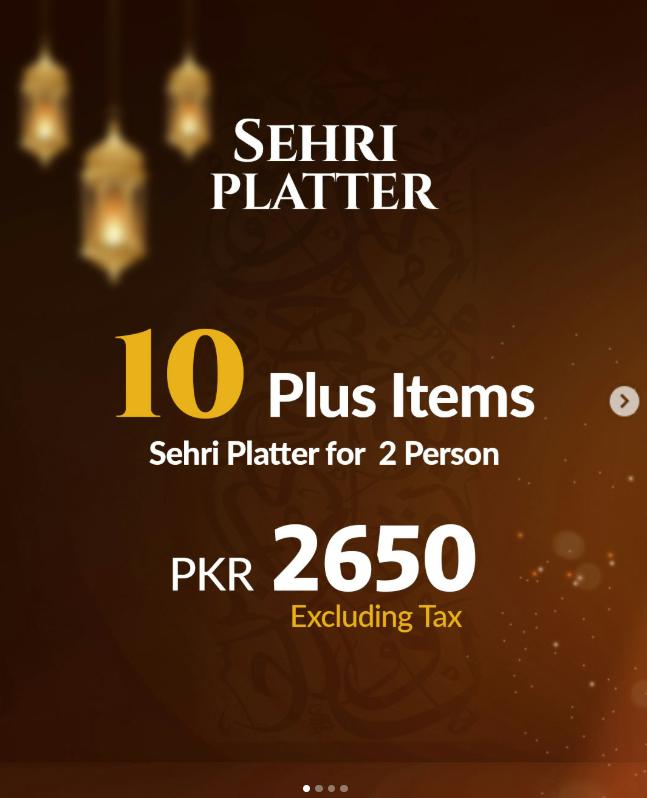 SEHRI
PLATTER
10 Plus Items
Sehri Platter for 2 Person
PKR 2650
Excluding Tax